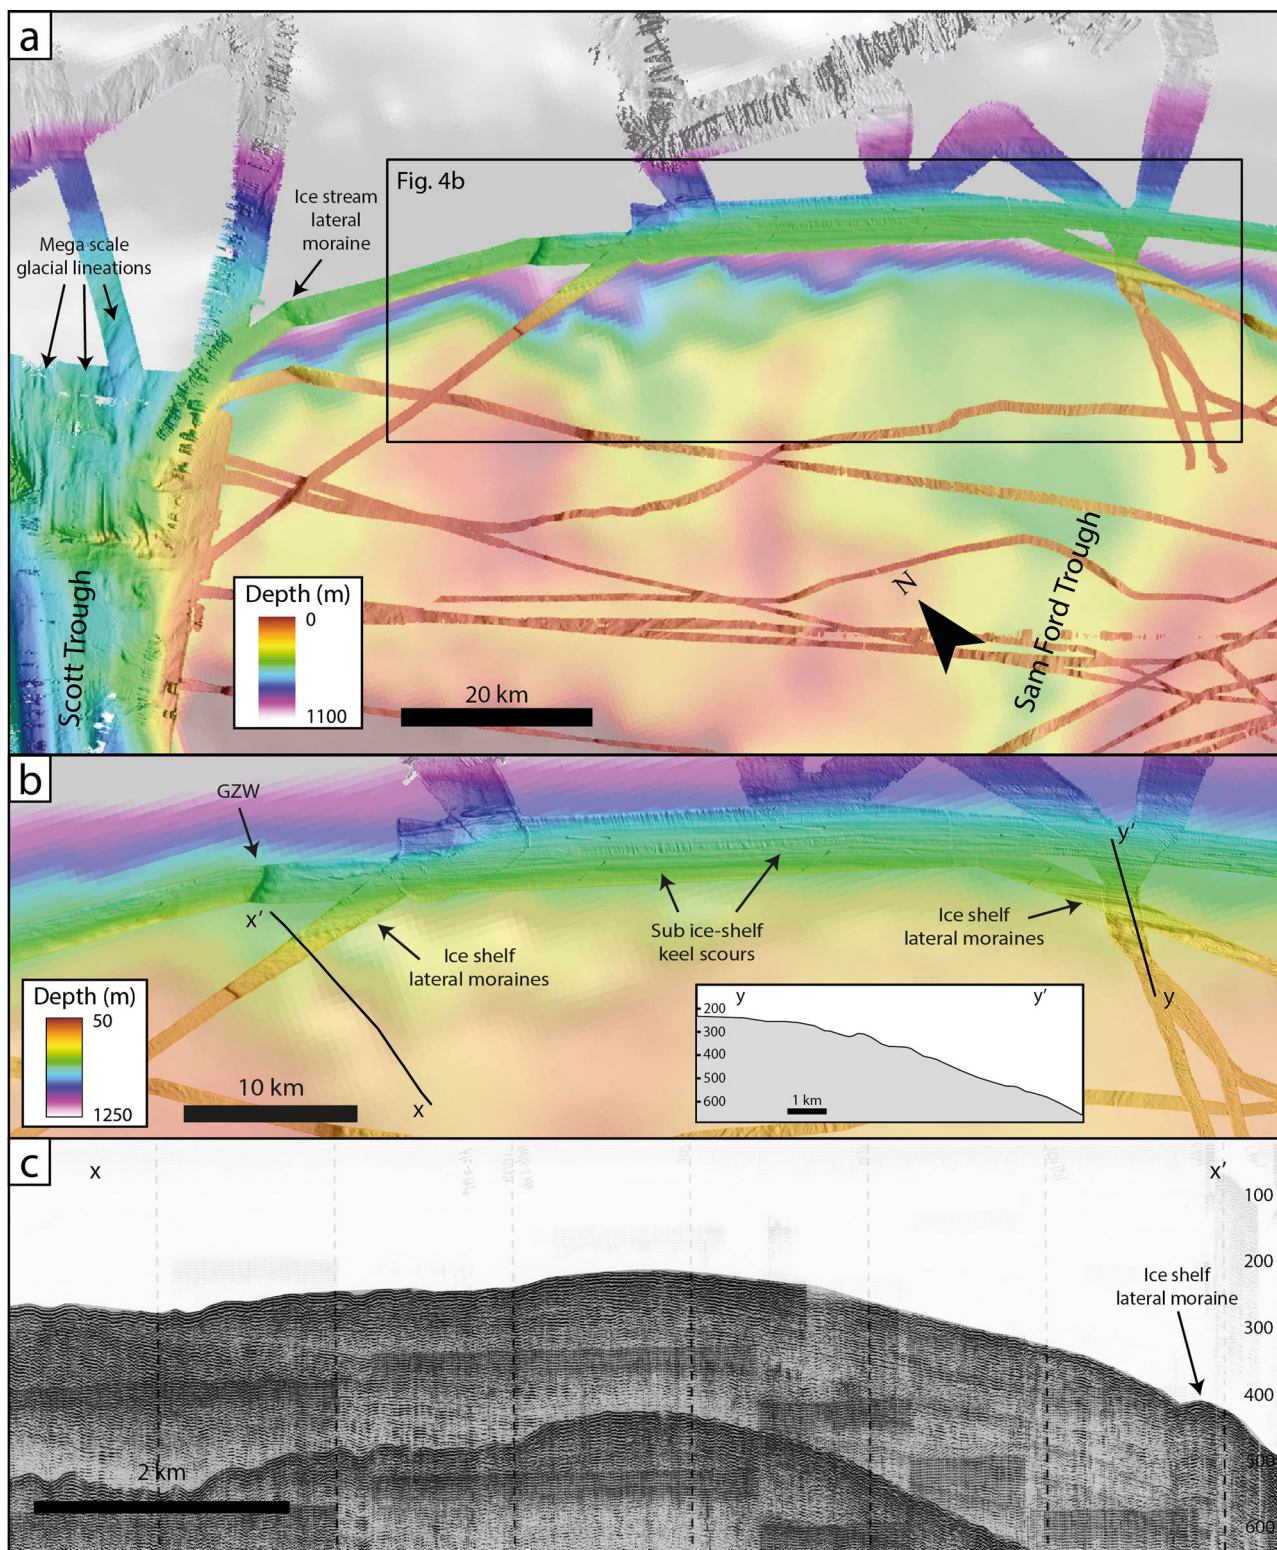 a
Fig. 4b
Ice stream
lateral
moraine
Mega scale
glacial lineations
N
Scott Trough
Sam Ford Trough
Depth (m)
0
1100
20 km
b
GZW
x'
Ice shelf
lateral moraines
Sub ice-shelf
keel scours
Ice shelf
lateral moraines
y'
y
x
Depth (m)
50
1250
10 km
y
y'
200
300
400
500
600
1 km
c
x
x'
100
200
Ice shelf
lateral moraine
300
400
500
600
2 km